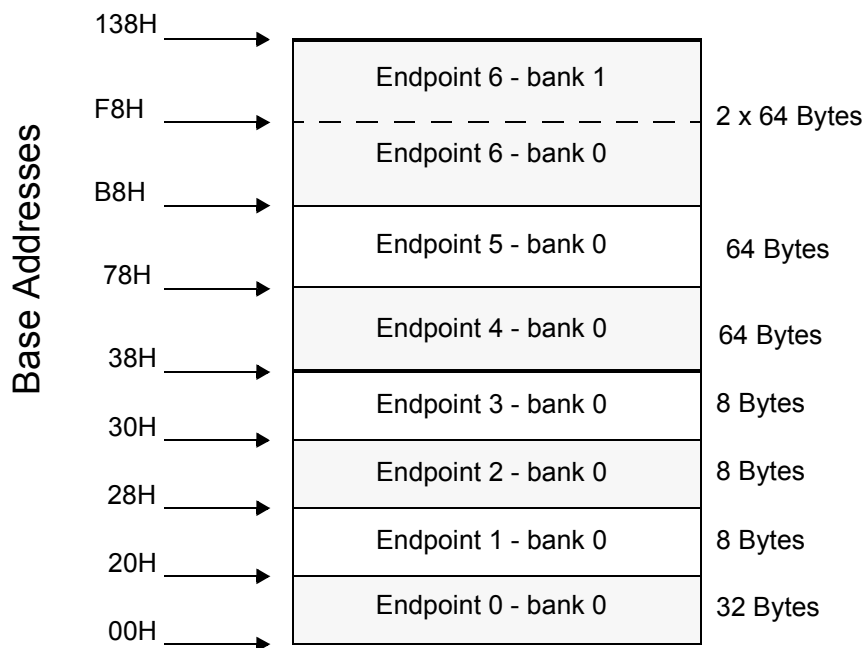 Base Addresses
138H
Endpoint 6 - bank 1
F8H
2 x 64 Bytes
Endpoint 6 - bank 0
B8H
Endpoint 5 - bank 0
64 Bytes
78H
Endpoint 4 - bank 0
64 Bytes
38H
Endpoint 3 - bank 0
8 Bytes
30H
Endpoint 2 - bank 0
8 Bytes
28H
Endpoint 1 - bank 0
8 Bytes
20H
Endpoint 0 - bank 0
32 Bytes
00H